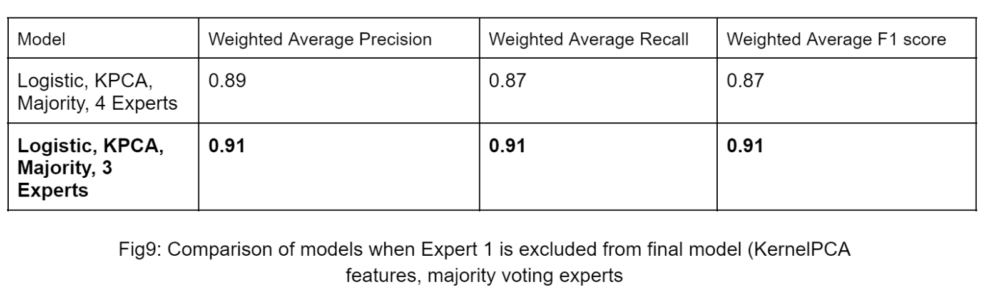 Model Weighted Average Precision Weighted Average Recall Weighted Average F1 score
Logistic, KPCA, 0.89 0.87 0.87
Majority, 4 Experts
Logistic, KPCA, 0.91 0.91 0.91
Majority, 3
Experts
Fig9: Comparison of models when Expert 1 is excluded from final model (KernelPCA
features, majority voting experts